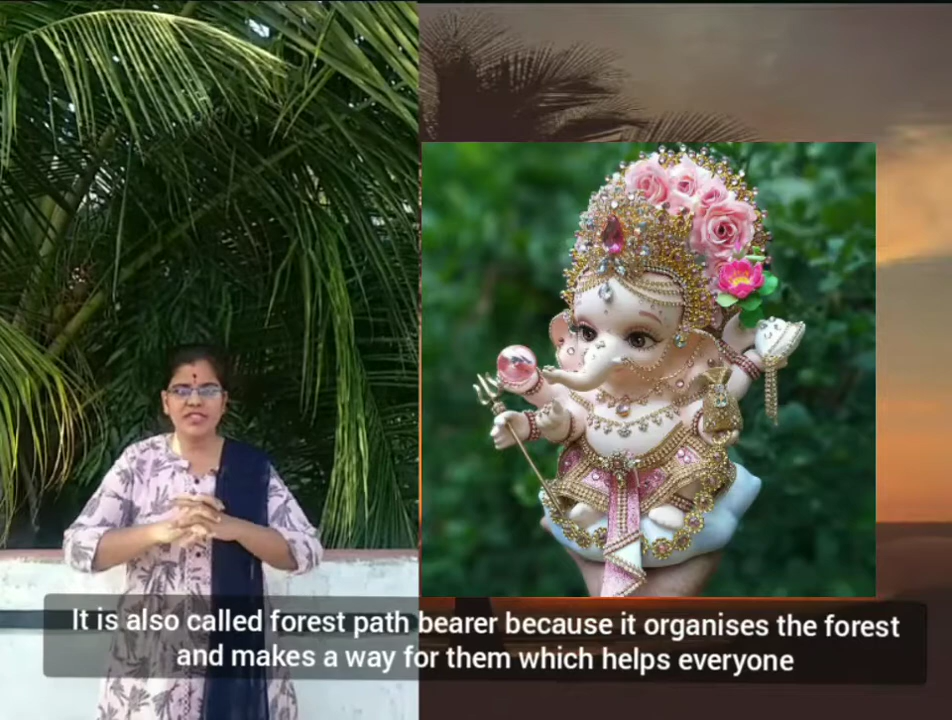 It is also called forest path bearer because it organises the forest
and makes a way for them which helps everyone